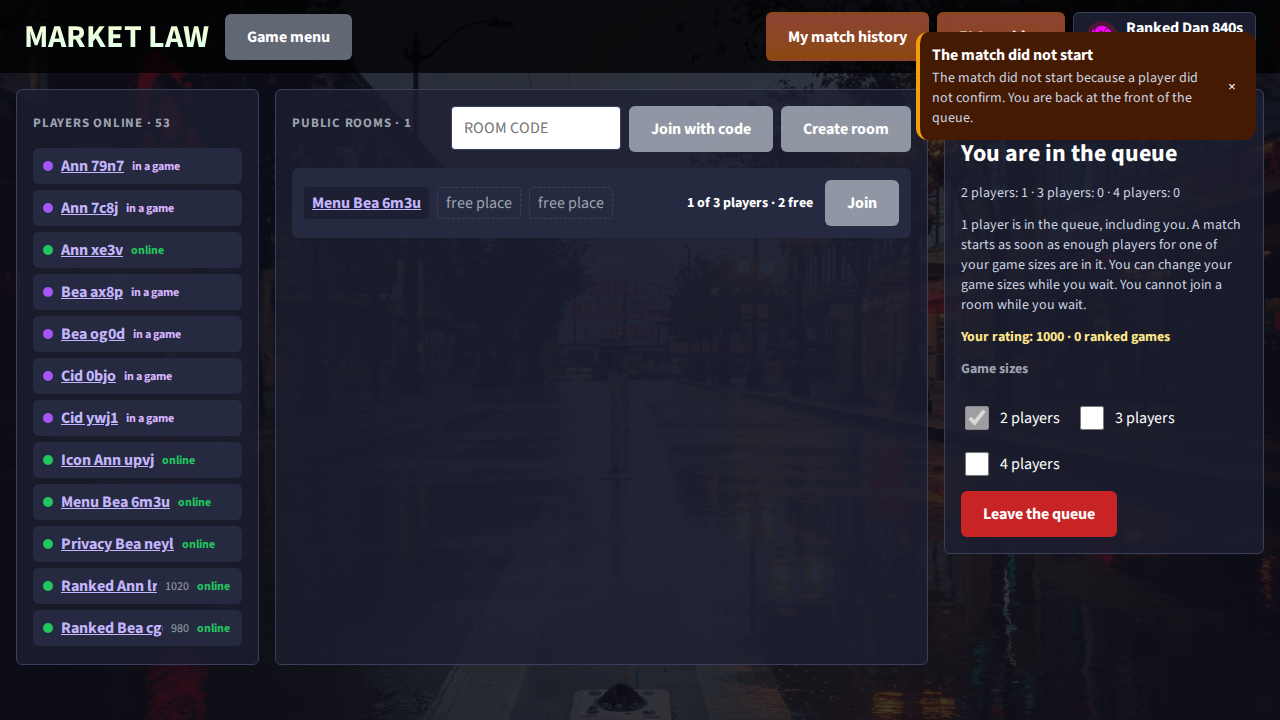 MARKET LAW
Game menu
My match history
Ranked Dan 840s
The match did not start
The match did not start because a player did
not confirm. You are back at the front of the
queue.
×
PLAYERS ONLINE · 53
Ann 79n7 in a game
Ann 7c8j in a game
Ann xe3v online
Bea ax8p in a game
Bea og0d in a game
Cid 0bjo in a game
Cid ywj1 in a game
Icon Ann upvj online
Menu Bea 6m3u online
Privacy Bea neyl online
Ranked Ann 1020 online
Ranked Bea cg 980 online
PUBLIC ROOMS · 1
ROOM CODE
Join with code
Create room
Menu Bea 6m3u free place free place 1 of 3 players · 2 free Join
You are in the queue
2 players: 1 · 3 players: 0 · 4 players: 0
1 player is in the queue, including you. A match
starts as soon as enough players for one of
your game sizes are in it. You can change your
game sizes while you wait. You cannot join a
room while you wait.
Your rating: 1000 · 0 ranked games
Game sizes
2 players 3 players
4 players
Leave the queue